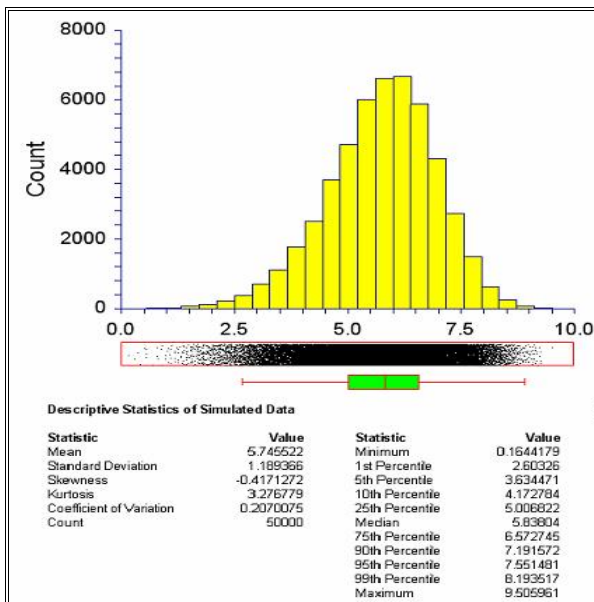 8000
6000
4000
2000
0
Count
0.0 2.5 5.0 7.5 10.0
Descriptive Statistics of Simulated Data
Statistic Value Statistic Value
Mean 5.745522 Minimum 0.1644179
Standard Deviation 1.189366 1st Percentile 2.60326
Skewness -0.4171272 5th Percentile 3.634471
Kurtosis 3.276779 10th Percentile 4.172784
Coefficient of Variation 0.2070075 25th Percentile 5.006822
Count 50000 Median 5.83804
75th Percentile 6.572745
90th Percentile 7.191572
95th Percentile 7.551481
99th Percentile 8.193517
Maximum 9.505961